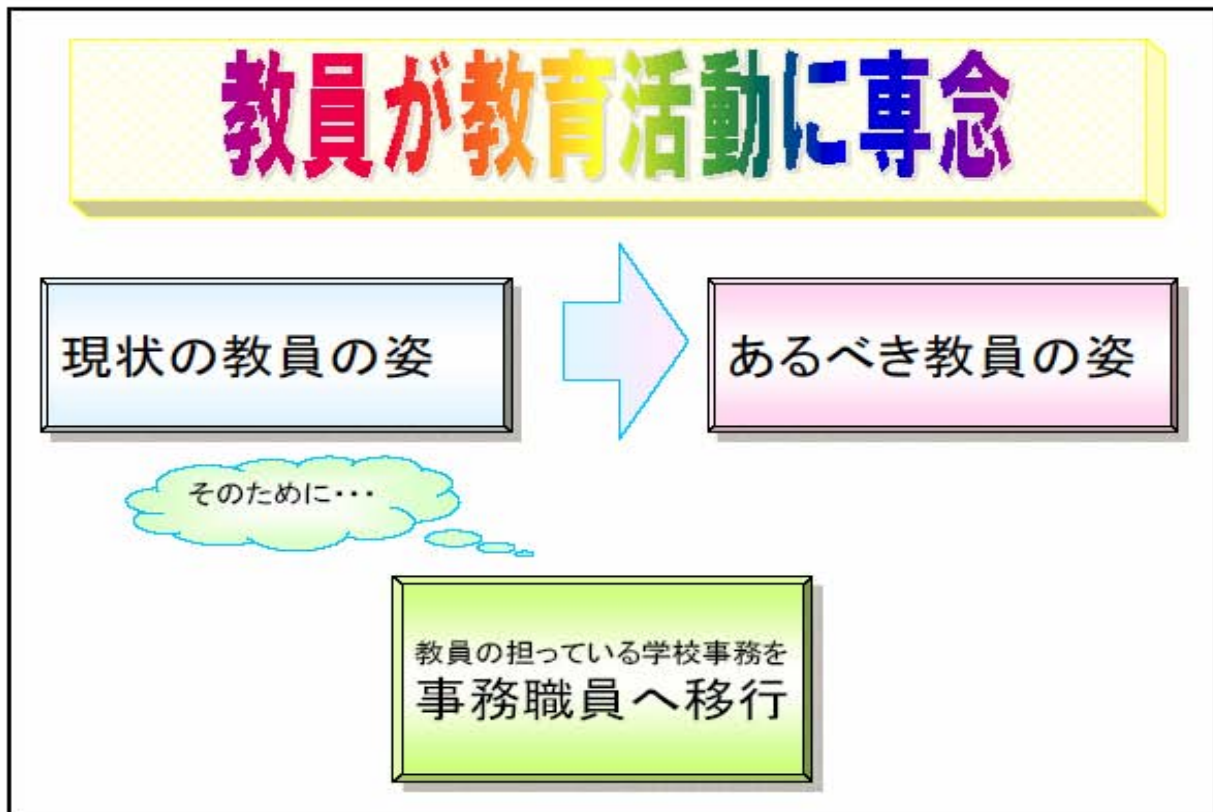 教員が教育活動に専念
現状の教員の姿
あるべき教員の姿
そのために・・・
教員の担っている学校事務を
事務職員へ移行